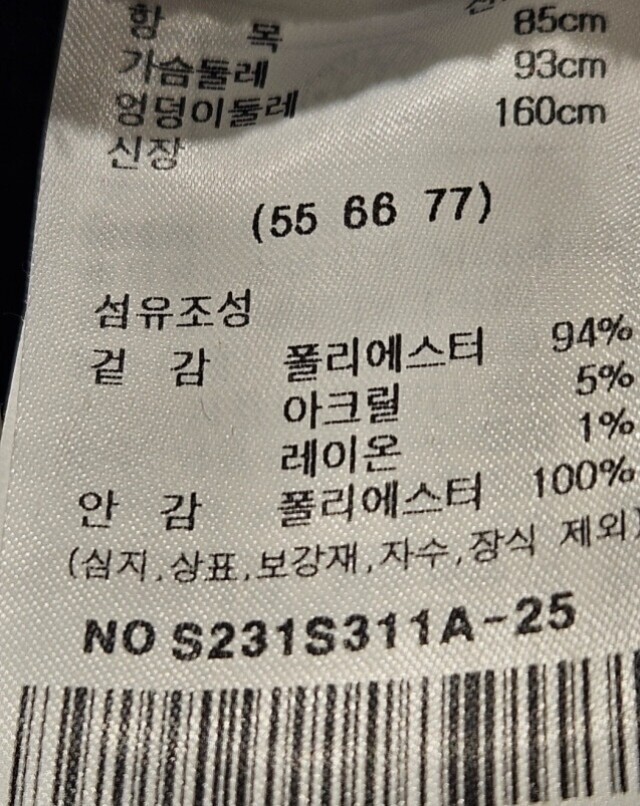 항 목
가슴둘레 85cm
엉덩이둘레 93cm
신장 160cm
(55 66 77)
섬유조성
겉 감 폴리에스터 94%
아크릴 5%
레이온 1%
안 감 폴리에스터 100%
(심지,상표,보강재,자수,장식 제외)
NO S231S311A-25